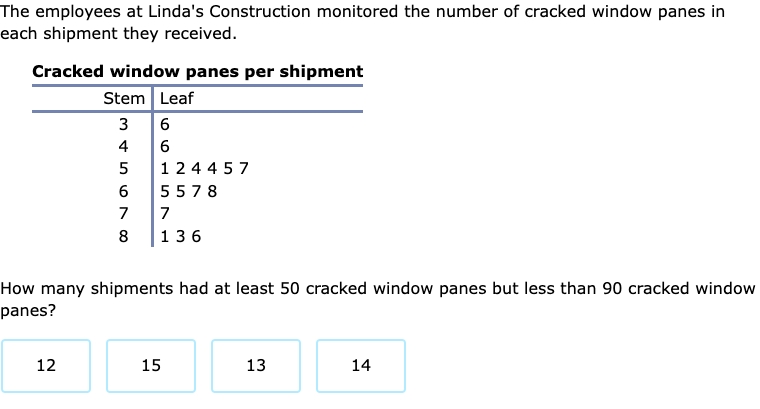 The employees at Linda's Construction monitored the number of cracked window panes in
each shipment they received.
Cracked window panes per shipment
Stem Leaf
3 6
4 6
5 1 2 4 4 5 7
6 5 5 7 8
7 7
8 1 3 6
How many shipments had at least 50 cracked window panes but less than 90 cracked window
panes?
12 15 13 14